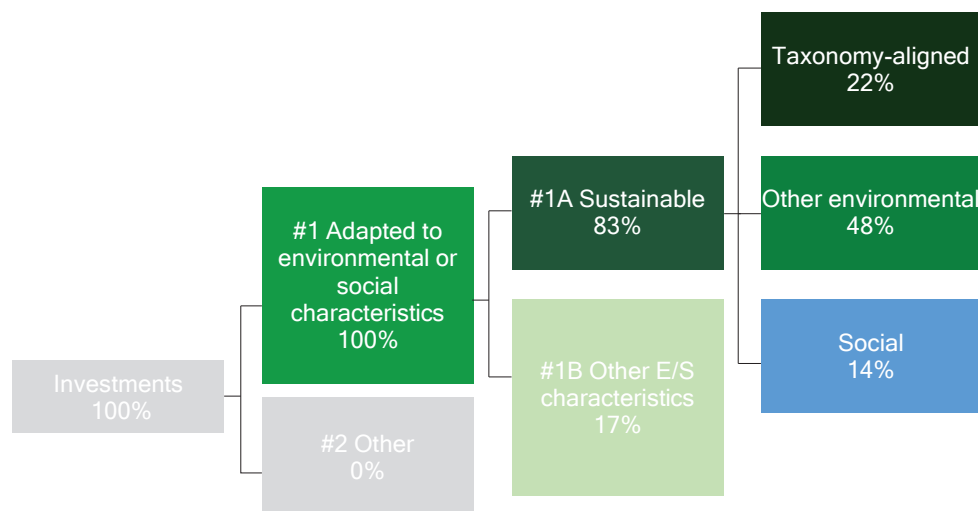 Investments
100%
#1 Adapted to
environmental or
social
characteristics
100%
#2 Other
0%
#1A Sustainable
83%
#1B Other E/S
characteristics
17%
Taxonomy-aligned
22%
Other environmental
48%
Social
14%